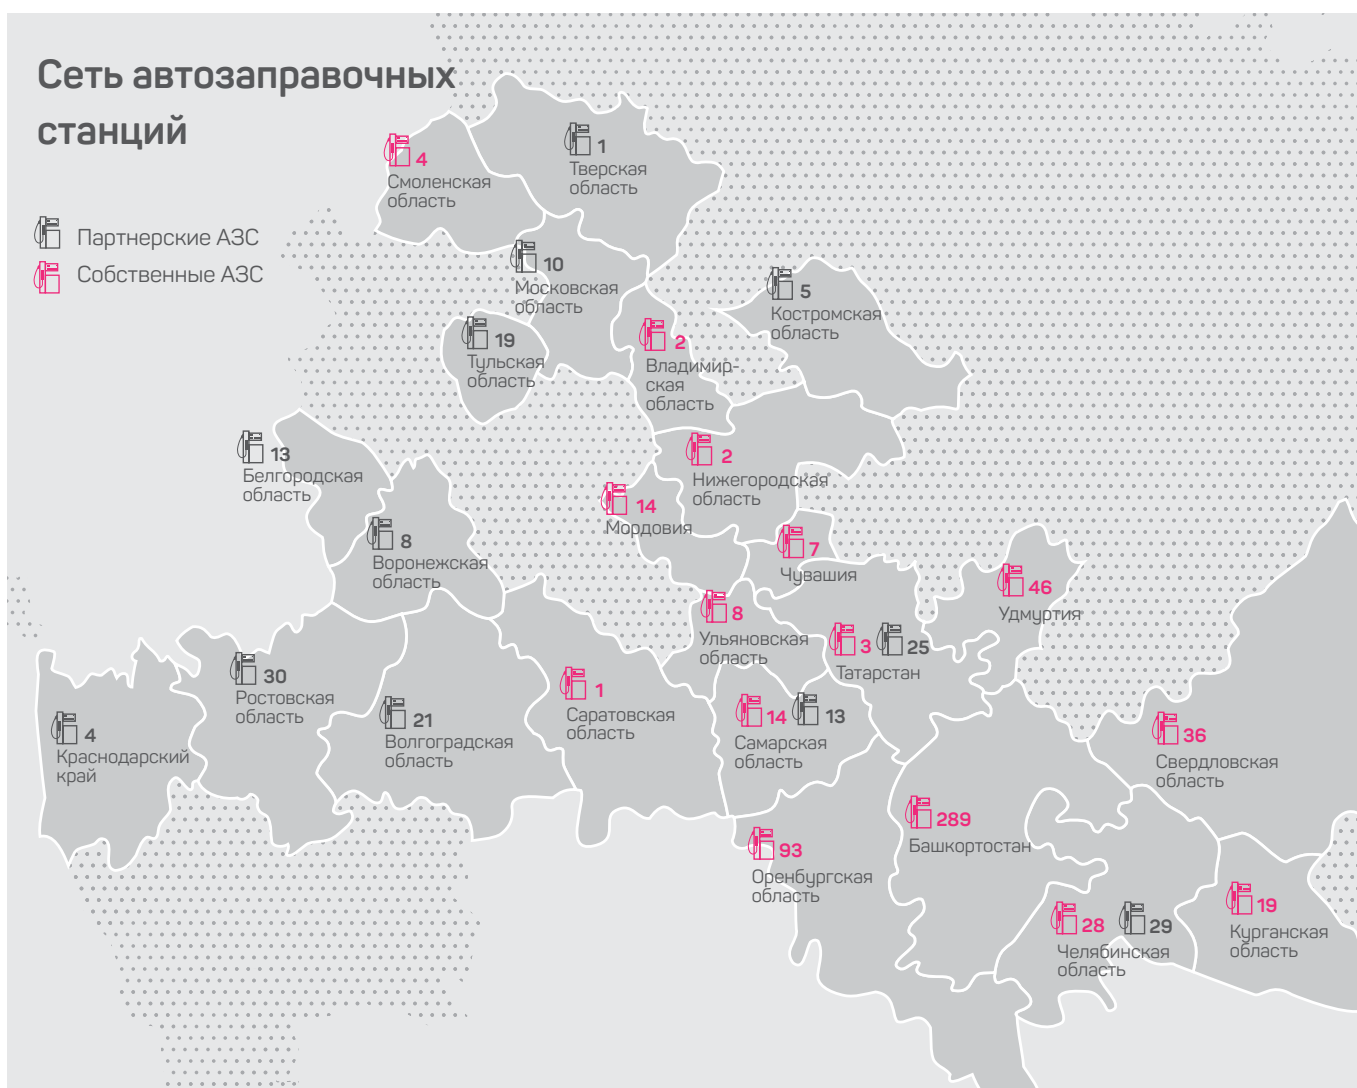 Сеть автозаправочных
станций
Партнерские АЗС
Собственные АЗС
4
Смоленская
область
1
Тверская
область
10
Московская
область
5
Костромская
область
19
Тульская
область
2
Владимир-
ская
область
13
Белгородская
область
2
Нижегородская
область
14
Мордовия
8
Воронежская
область
7
Чувашия
46
Удмуртия
8
Ульяновская
область
3 25
Татарстан
30
Ростовская
область
1
Саратовская
область
4
Краснодарский
край
21
Волгоградская
область
14 13
Самарская
область
36
Свердловская
область
289
Башкортостан
93
Оренбургская
область
28 29
Челябинская
область
19
Курганская
область